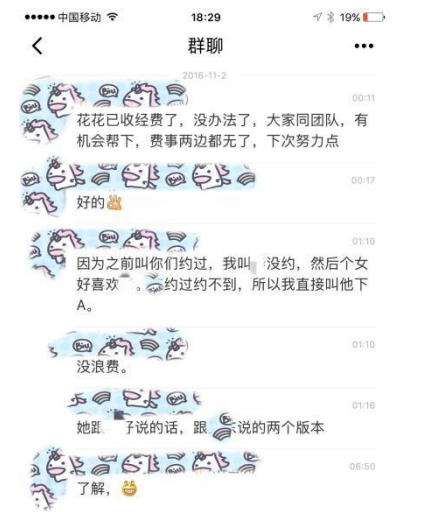 中国移动 18:29 19%
群聊
2016-11-2
00:11
花花已收经费了，没办法了，大家同团队，有
机会帮下，费事两边都无了，下次努力点
00:17
好的
01:10
因为之前叫你们约过，我叫 没约，然后个女
好喜欢 。 约过约不到，所以我直接叫他下
A。
01:10
没浪费。
01:16
她跟 子说的话，跟 说的两个版本
06:50
了解，